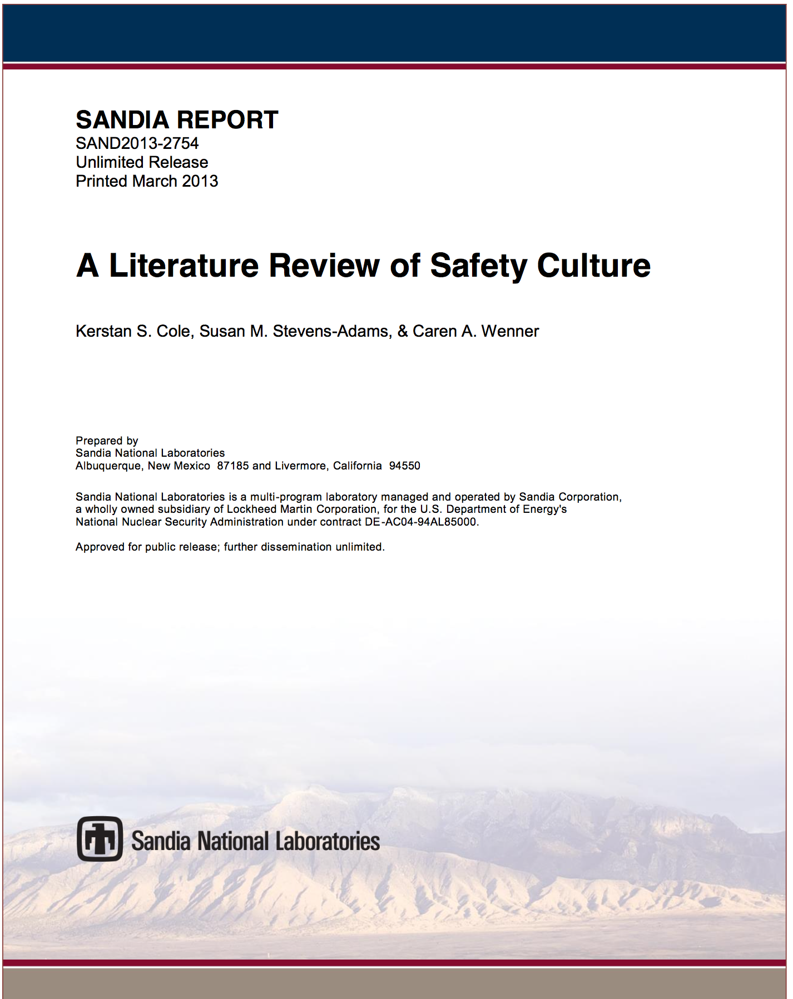 SANDIA REPORT
SAND2013-2754
Unlimited Release
Printed March 2013
A Literature Review of Safety Culture
Kerstan S. Cole, Susan M. Stevens-Adams, & Caren A. Wenner
Prepared by
Sandia National Laboratories
Albuquerque, New Mexico  87185 and Livermore, California  94550
Sandia National Laboratories is a multi-program laboratory managed and operated by Sandia Corporation,
a wholly owned subsidiary of Lockheed Martin Corporation, for the U.S. Department of Energy's
National Nuclear Security Administration under contract DE-AC04-94AL85000.
Approved for public release; further dissemination unlimited.
Sandia National Laboratories